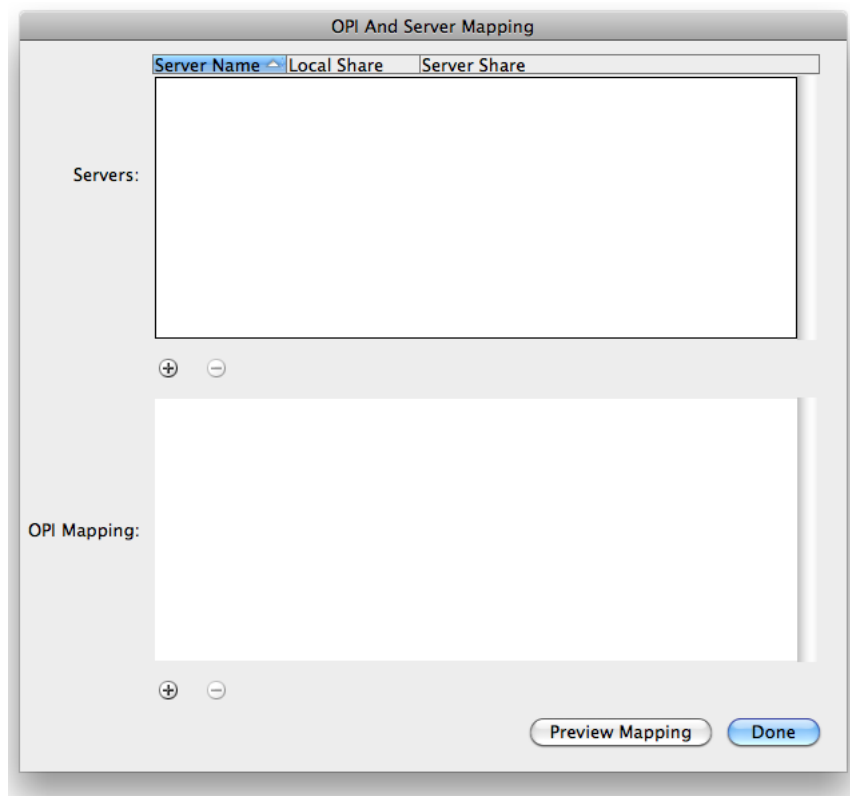 OPI And Server Mapping
Server Name Local Share Server Share
Servers:
OPI Mapping:
Preview Mapping Done